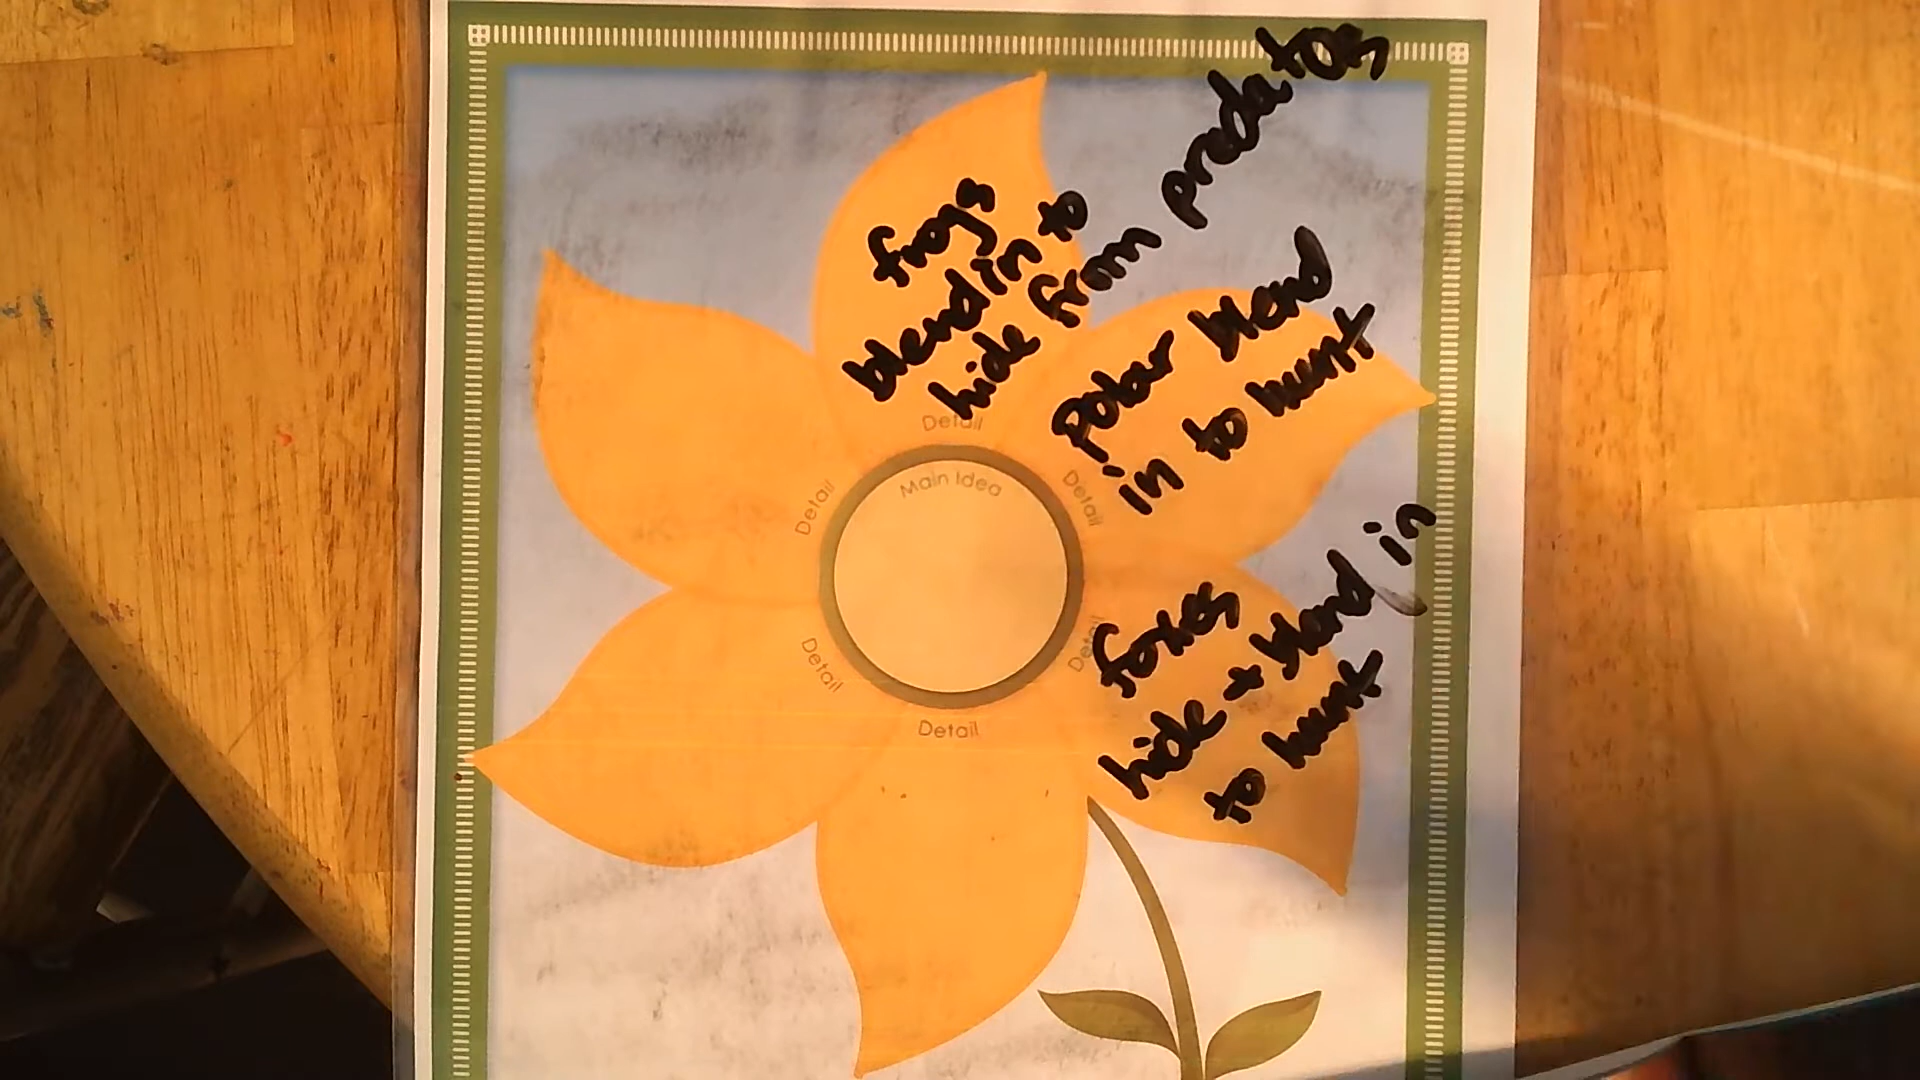 frogs
blend in to
hide from predators
Detail
polar blend
in to hunt
Detail
Main Idea
Detail
foxes
hide + blend in
to hunt
Detail
Detail
Detail